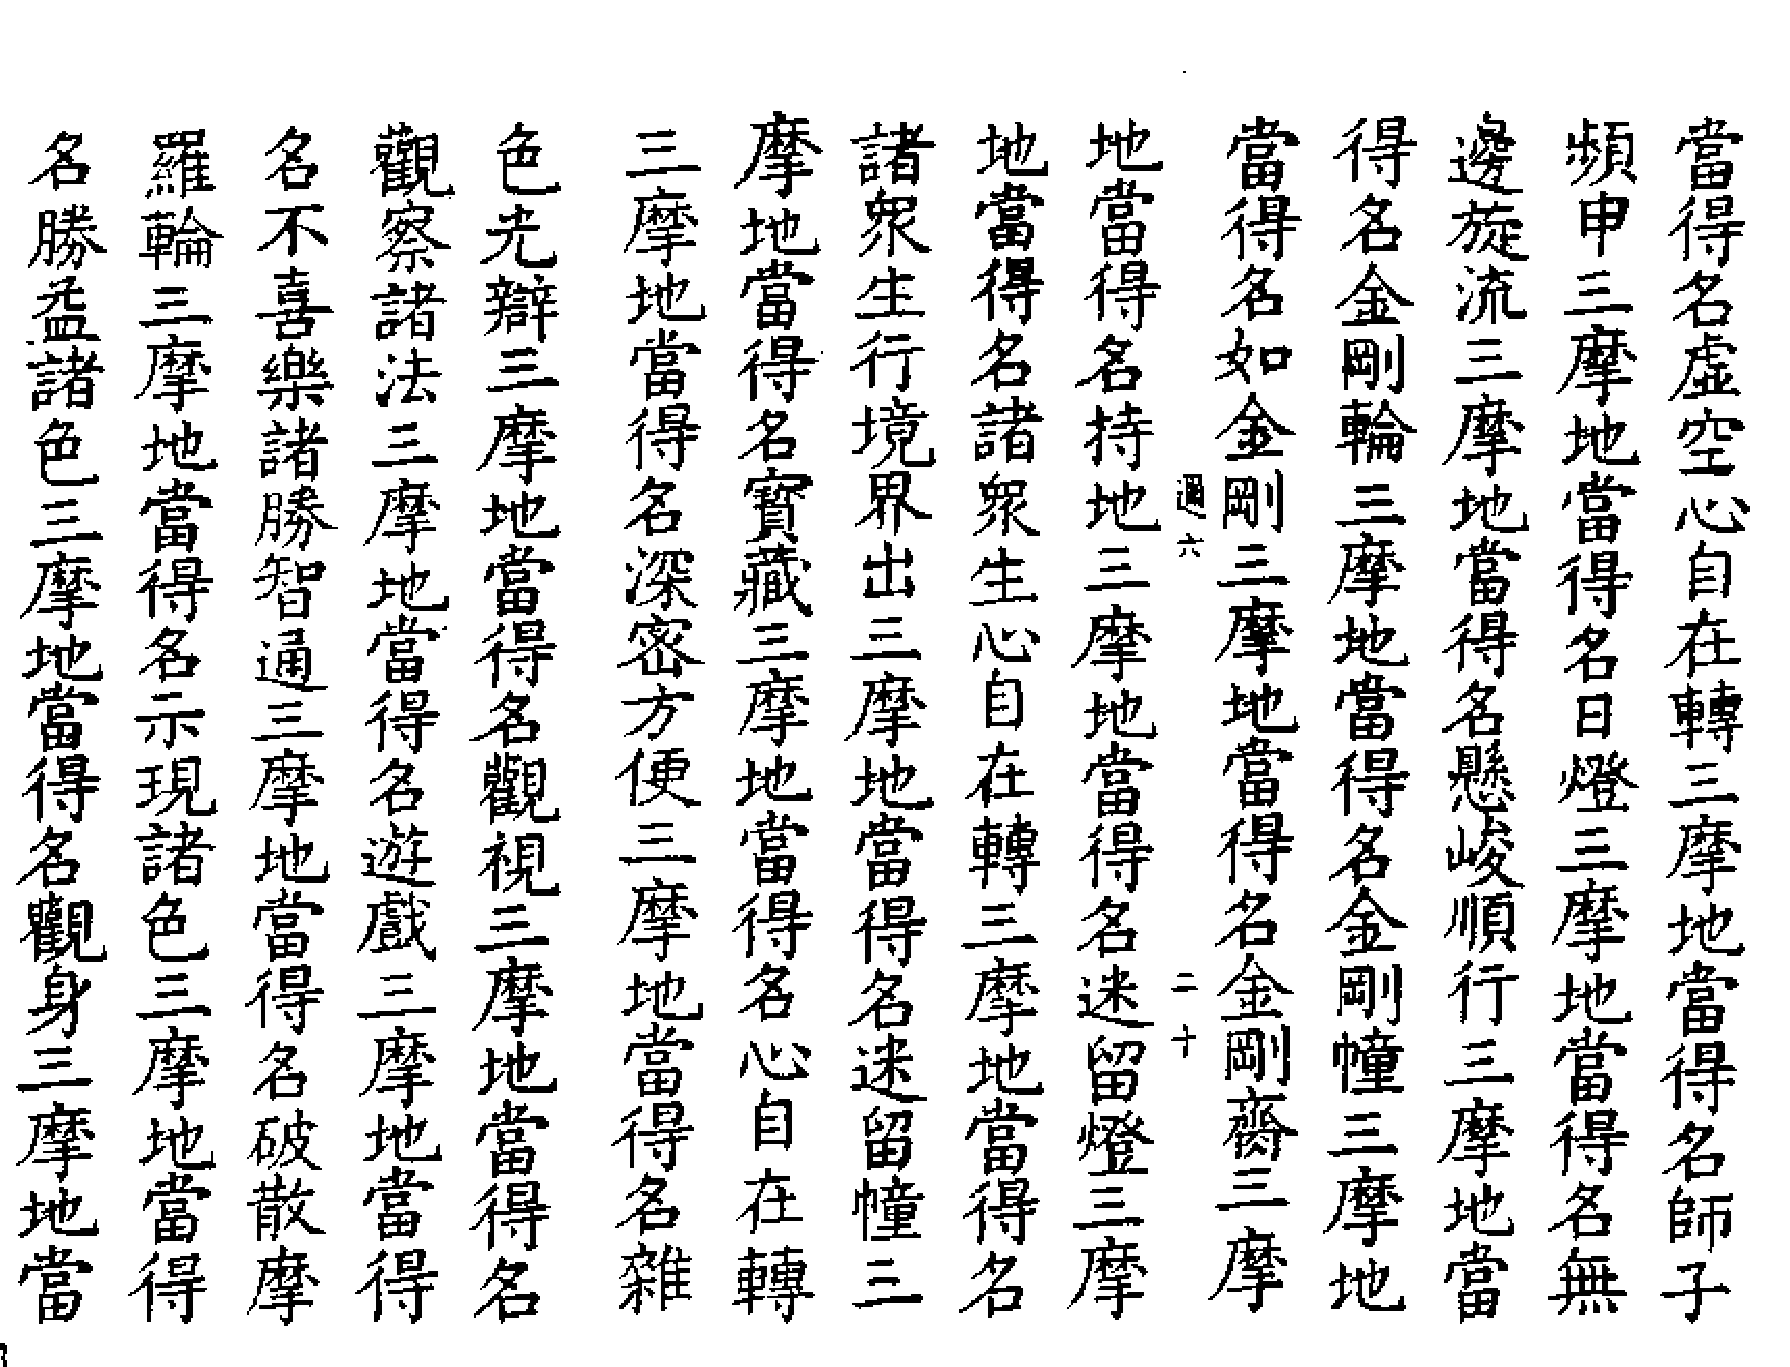 當得名虛空心自在轉三摩地當得名師子
頻申三摩地當得名日燈三摩地當得名無
邊旋流三摩地當得名懸峻順行三摩地當
得名金剛輪三摩地當得名金剛幢三摩地
當得名如金剛三摩地當得名金剛齎三摩
過六 二十
地當得名持地三摩地當得名迷留燈三摩
地當得名諸眾生心自在轉三摩地當得名
諸眾生行境界出三摩地當得名迷留幢三
摩地當得名寶藏三摩地當得名心自在轉
三摩地當得名深密方便三摩地當得名雜
色光辯三摩地當得名觀視三摩地當得名
觀察諸法三摩地當得名遊戲三摩地當得
名不喜樂諸勝智通三摩地當得名破散摩
羅輪三摩地當得名示現諸色三摩地當得
名勝益諸色三摩地當得名觀身三摩地當